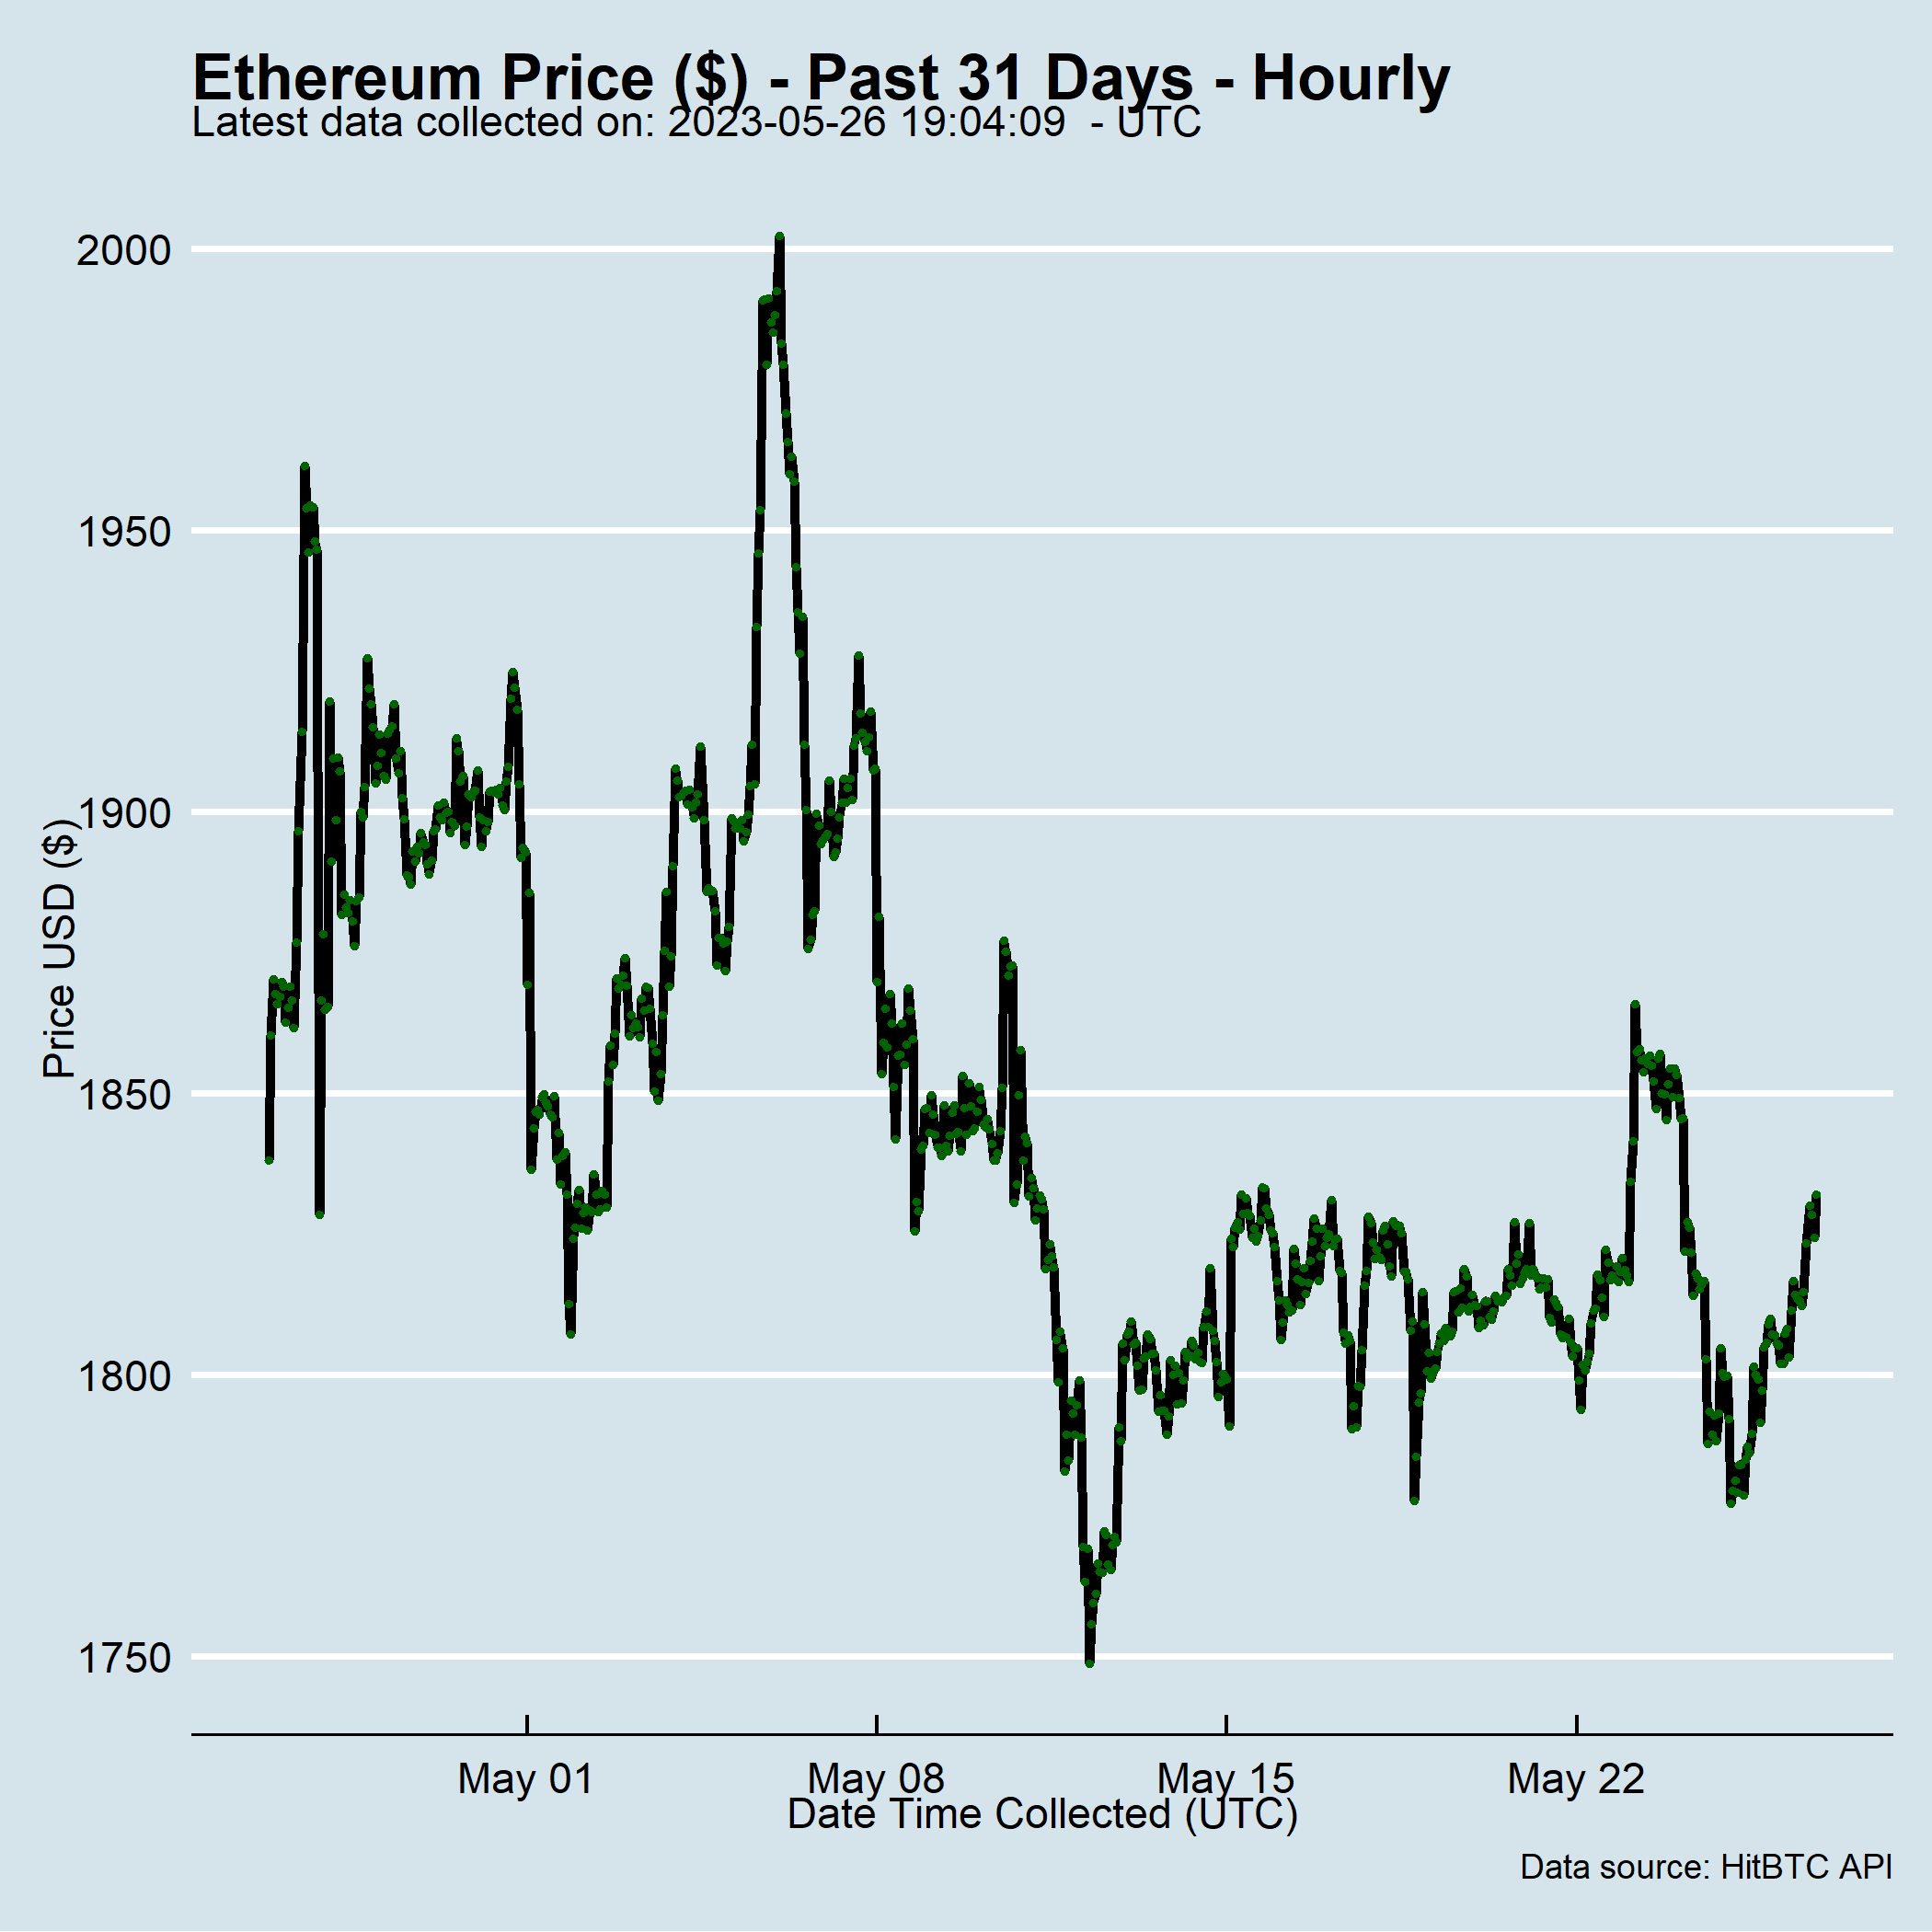 Ethereum Price ($) - Past 31 Days - Hourly
Latest data collected on: 2023-05-26 19:04:09  - UTC
Price USD ($)
2000
1950
1900
1850
1800
1750
May 01
May 08
May 15
May 22
Date Time Collected (UTC)
Data source: HitBTC API